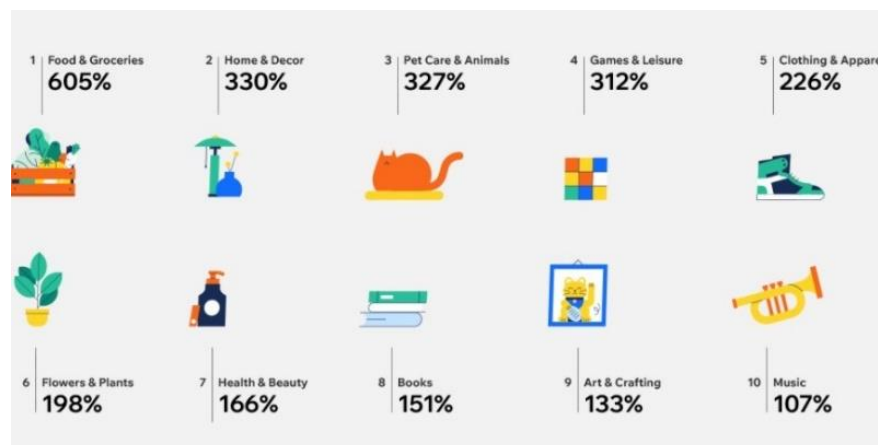 1 Food & Groceries
605%
2 Home & Decor
330%
3 Pet Care & Animals
327%
4 Games & Leisure
312%
5 Clothing & Appare
226%
6 Flowers & Plants
198%
7 Health & Beauty
166%
8 Books
151%
9 Art & Crafting
133%
10 Music
107%